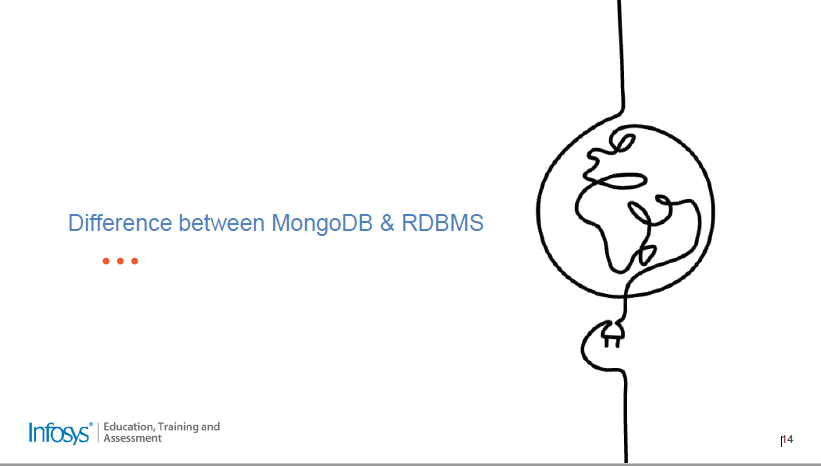 Difference between MongoDB & RDBMS
Infosys® | Education, Training and
Assessment
14